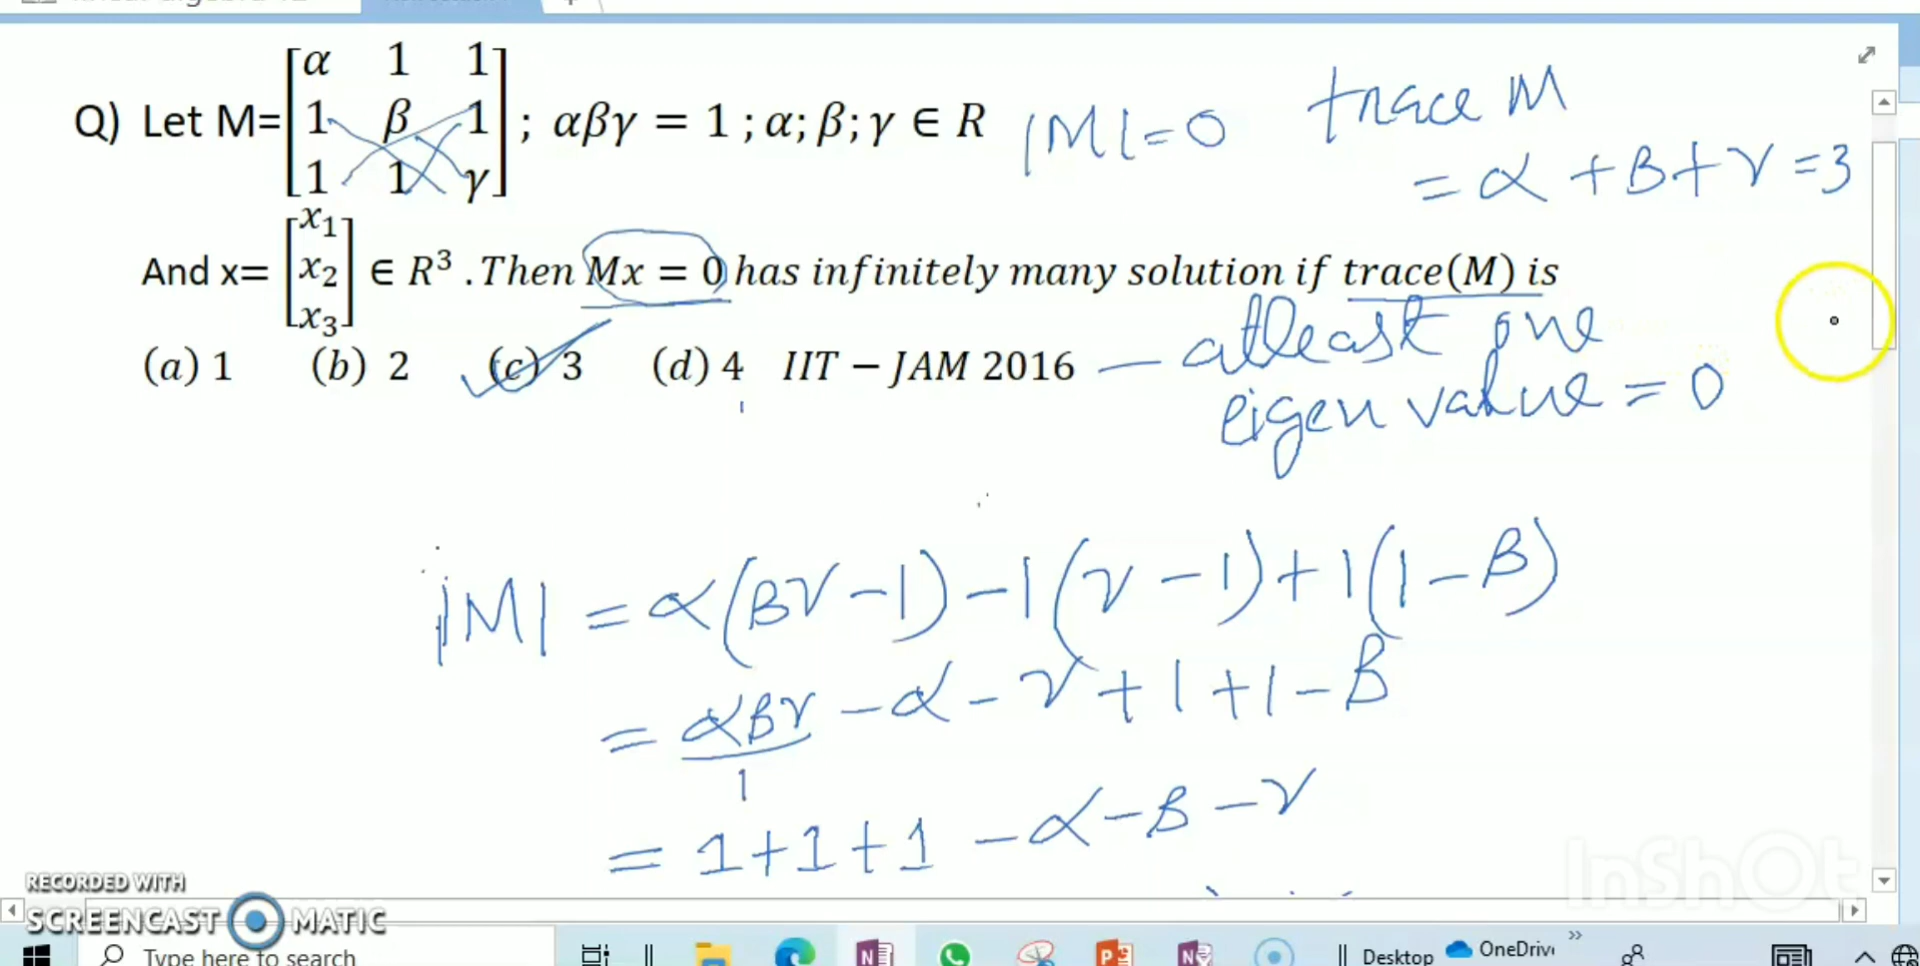 Q) Let M= [α 1 1
1 β 1
1 1 γ] ; αβγ = 1 ; α; β; γ ∈ R
|M| = 0
trace M
= α + β + γ = 3
And x= [x₁
x₂
x₃] ∈ R³ . Then Mx = 0 has infinitely many solution if trace(M) is
(a) 1 (b) 2 (c) 3 (d) 4 IIT − JAM 2016
— atleast one
eigen value = 0
|M| = α(βγ − 1) − 1(γ − 1) + 1(1 − β)
= αβγ − α − γ + 1 + 1 − β
1
= 1 + 1 + 1 − α − β − γ
InShOt
RECORDED WITH
SCREENCAST MATIC
Type here to search
Desktop
OneDriv